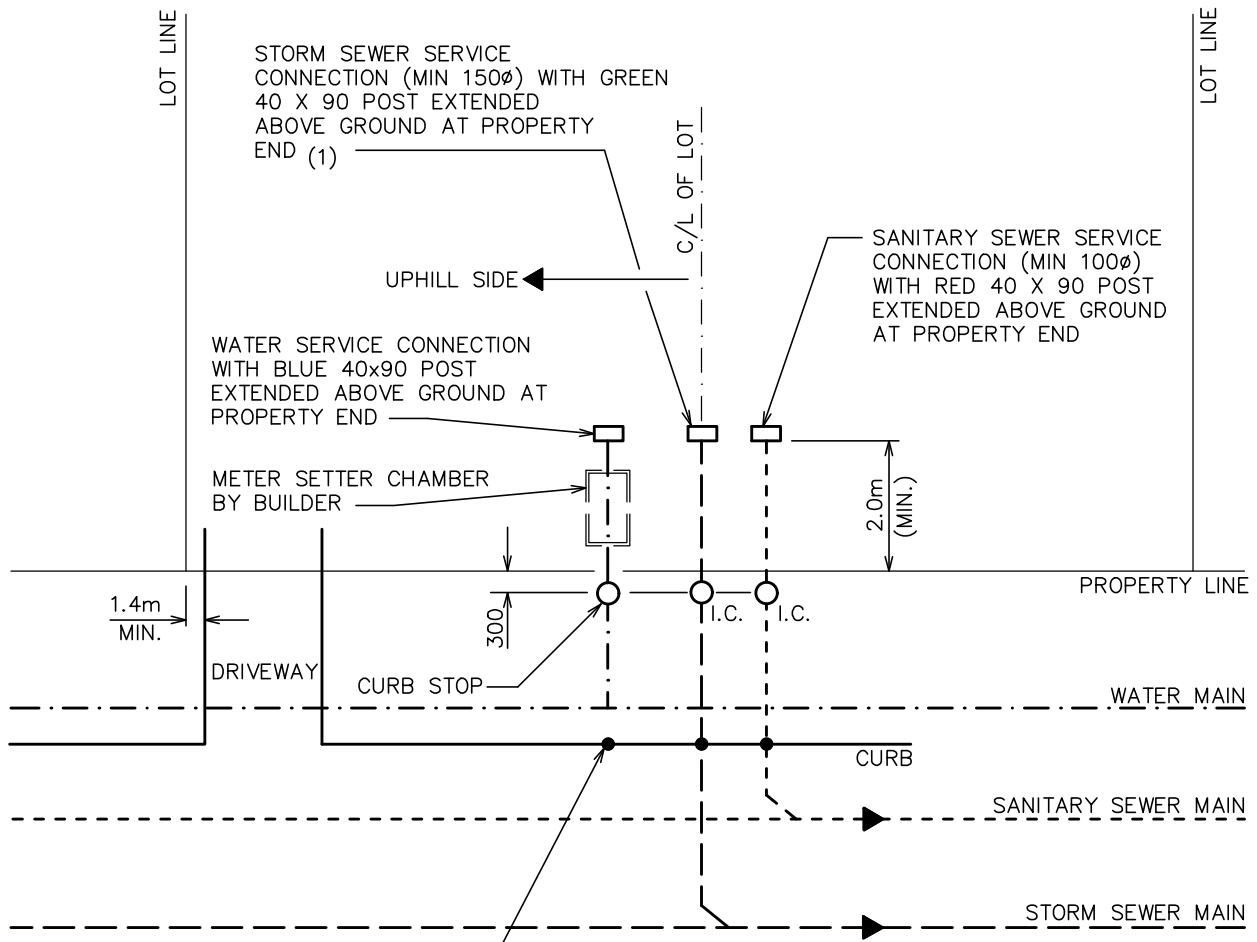 LOT LINE
LOT LINE
STORM SEWER SERVICE
CONNECTION (MIN 150ø) WITH GREEN
40 X 90 POST EXTENDED
ABOVE GROUND AT PROPERTY
END (1)
C/L OF LOT
SANITARY SEWER SERVICE
CONNECTION (MIN 100ø)
WITH RED 40 X 90 POST
EXTENDED ABOVE GROUND
AT PROPERTY END
UPHILL SIDE
WATER SERVICE CONNECTION
WITH BLUE 40x90 POST
EXTENDED ABOVE GROUND AT
PROPERTY END
METER SETTER CHAMBER
BY BUILDER
2.0m
(MIN.)
PROPERTY LINE
1.4m
MIN.
300
I.C.
I.C.
DRIVEWAY
CURB STOP
WATER MAIN
CURB
SANITARY SEWER MAIN
STORM SEWER MAIN